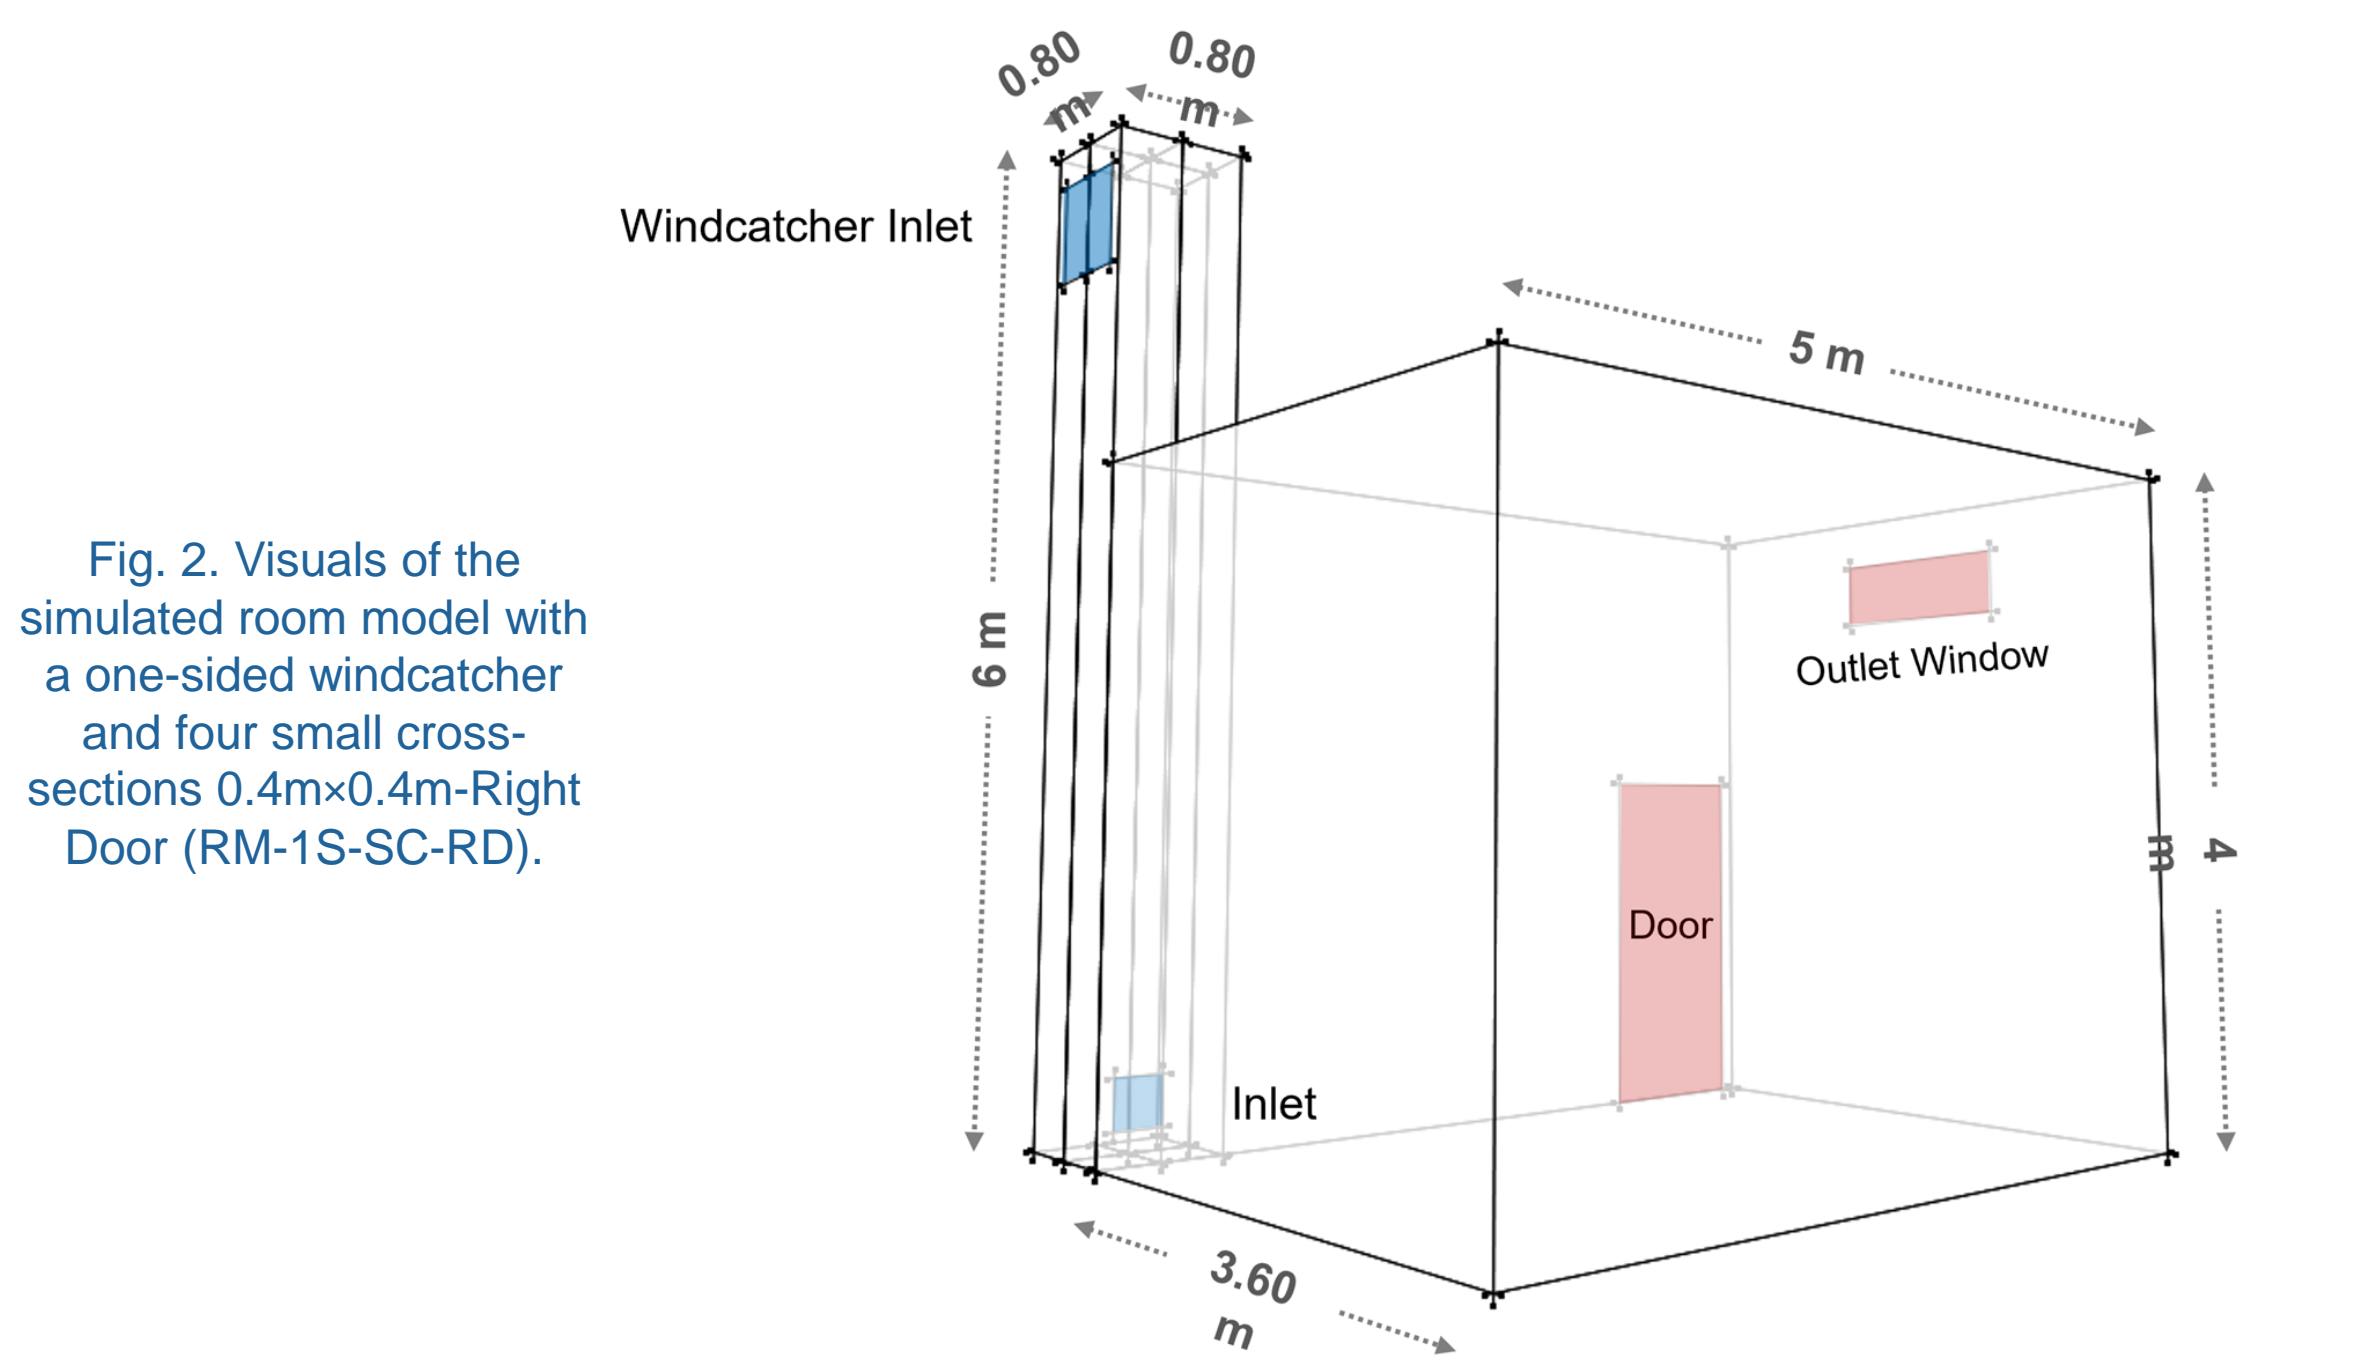 0.80
m
0.80
m
Windcatcher Inlet
5 m
Fig. 2. Visuals of the
simulated room model with
a one-sided windcatcher
and four small cross-
sections 0.4m×0.4m-Right
Door (RM-1S-SC-RD).
6 m
Outlet Window
4
m
Door
Inlet
3.60
m